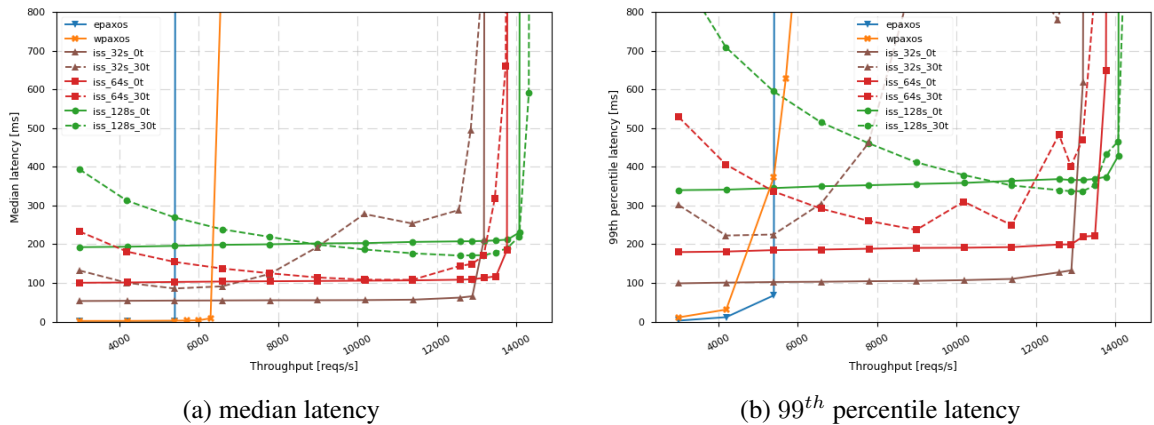 800
700
600
500
400
300
200
100
0
Median latency [ms]
epaxos
wpaxos
iss_32s_0t
iss_32s_30t
iss_64s_0t
iss_64s_30t
iss_128s_0t
iss_128s_30t
4000
6000
8000
10000
12000
14000
Throughput [reqs/s]
(a) median latency
800
700
600
500
400
300
200
100
0
99th percentile latency [ms]
epaxos
wpaxos
iss_32s_0t
iss_32s_30t
iss_64s_0t
iss_64s_30t
iss_128s_0t
iss_128s_30t
4000
6000
8000
10000
12000
14000
Throughput [reqs/s]
(b) 99th percentile latency